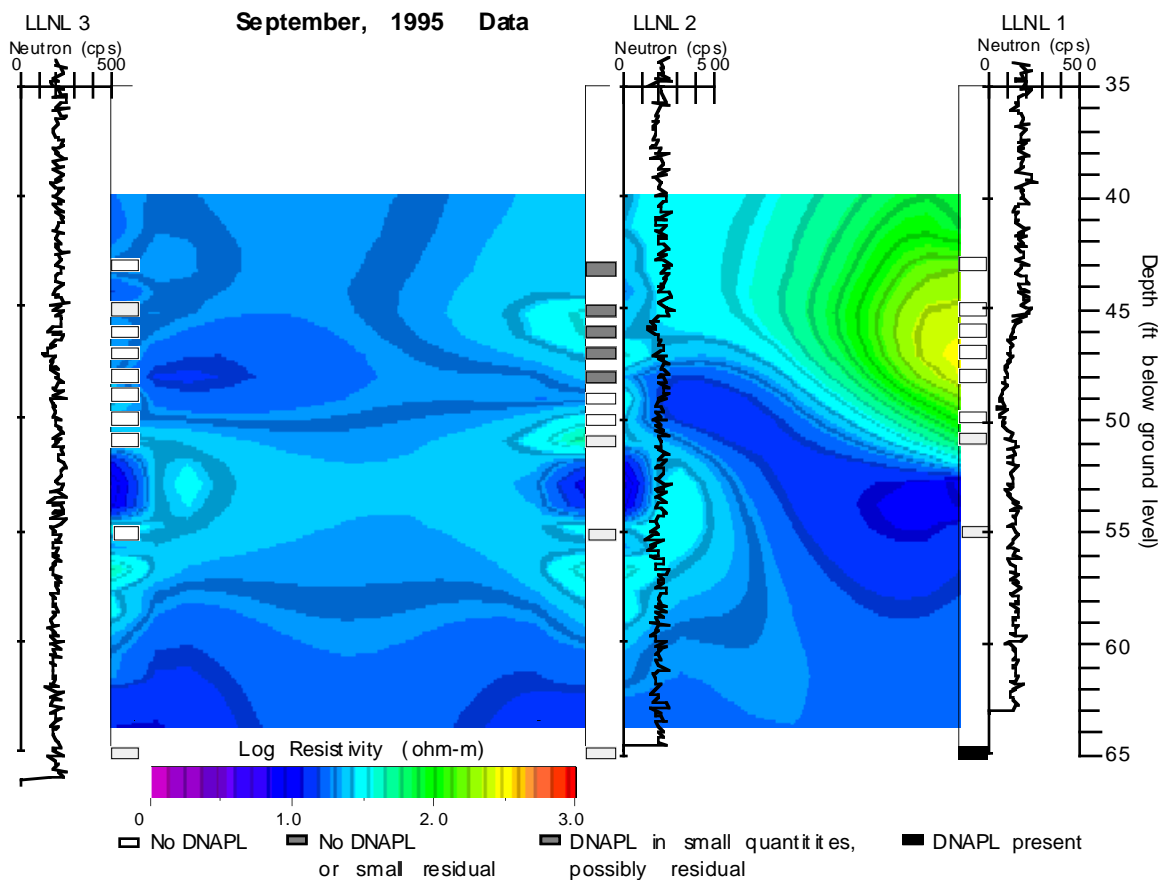 September, 1995 Data
LLNL 3
Neutron (cps)
0 500
LLNL 2
Neutron (cps)
0 500
LLNL 1
Neutron (cps)
0 500
35
40
45
50
55
60
65
Depth (ft below ground level)
Log Resistivity (ohm-m)
0 1.0 2.0 3.0
No DNAPL
No DNAPL
or small residual
DNAPL in small quantitites,
possibly residual
DNAPL present